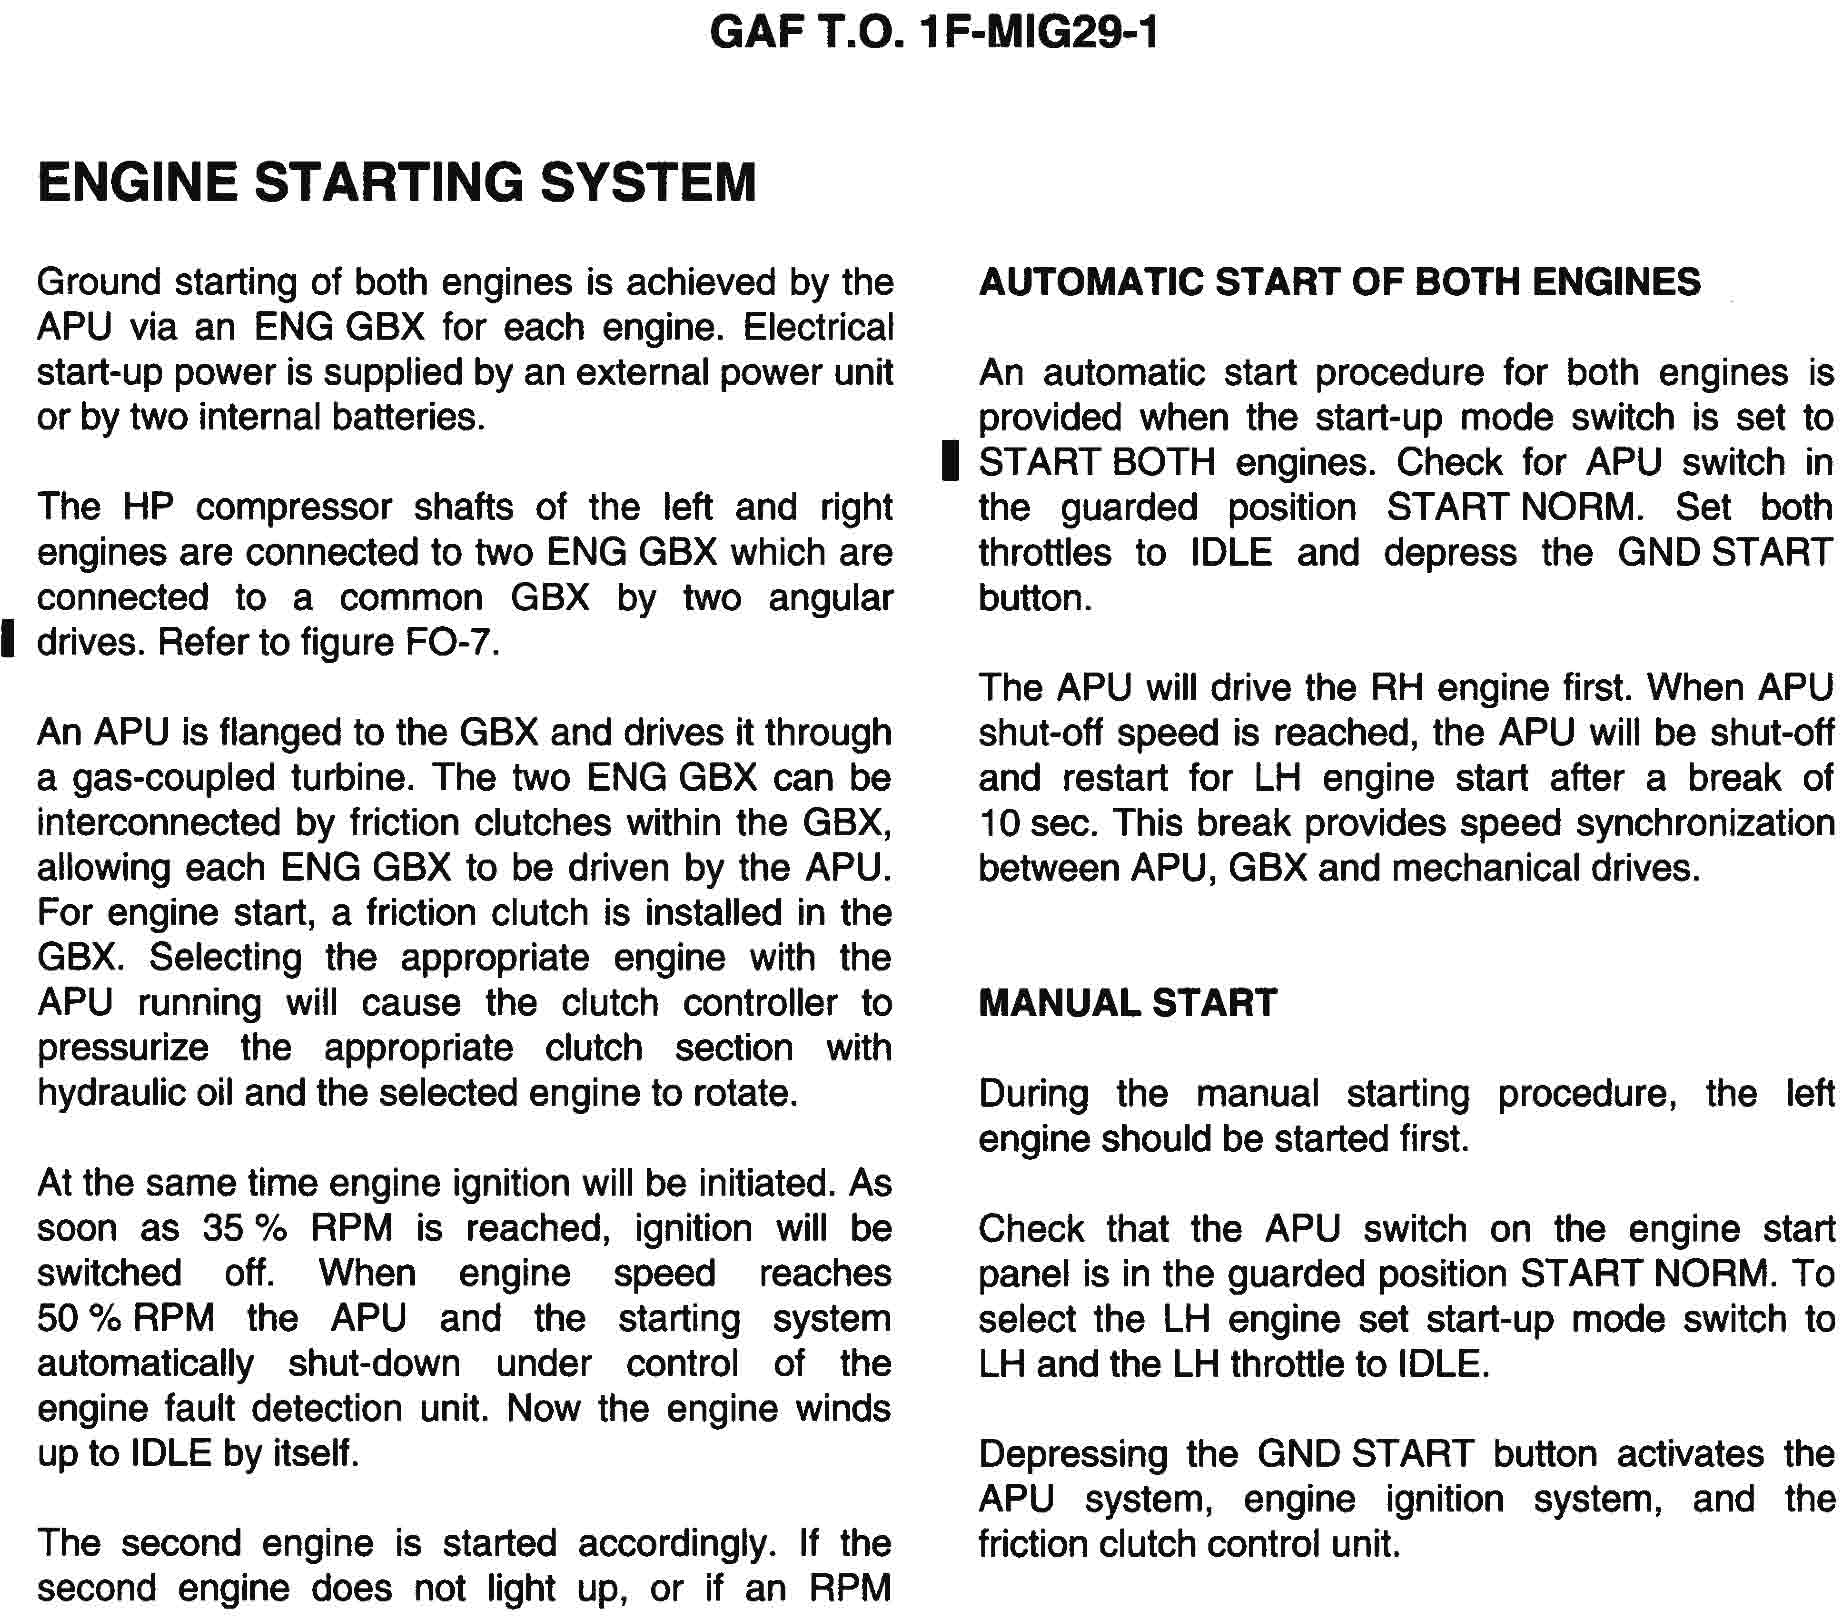 GAF T.O. 1F-MIG29-1
ENGINE STARTING SYSTEM
Ground starting of both engines is achieved by the
APU via an ENG GBX for each engine. Electrical
start-up power is supplied by an external power unit
or by two internal batteries.
The HP compressor shafts of the left and right
engines are connected to two ENG GBX which are
connected to a common GBX by two angular
drives. Refer to figure FO-7.
An APU is flanged to the GBX and drives it through
a gas-coupled turbine. The two ENG GBX can be
interconnected by friction clutches within the GBX,
allowing each ENG GBX to be driven by the APU.
For engine start, a friction clutch is installed in the
GBX. Selecting the appropriate engine with the
APU running will cause the clutch controller to
pressurize the appropriate clutch section with
hydraulic oil and the selected engine to rotate.
At the same time engine ignition will be initiated. As
soon as 35 % RPM is reached, ignition will be
switched off. When engine speed reaches
50 % RPM the APU and the starting system
automatically shut-down under control of the
engine fault detection unit. Now the engine winds
up to IDLE by itself.
The second engine is started accordingly. If the
second engine does not light up, or if an RPM
AUTOMATIC START OF BOTH ENGINES
An automatic start procedure for both engines is
provided when the start-up mode switch is set to
START BOTH engines. Check for APU switch in
the guarded position START NORM. Set both
throttles to IDLE and depress the GND START
button.
The APU will drive the RH engine first. When APU
shut-off speed is reached, the APU will be shut-off
and restart for LH engine start after a break of
10 sec. This break provides speed synchronization
between APU, GBX and mechanical drives.
MANUAL START
During the manual starting procedure, the left
engine should be started first.
Check that the APU switch on the engine start
panel is in the guarded position START NORM. To
select the LH engine set start-up mode switch to
LH and the LH throttle to IDLE.
Depressing the GND START button activates the
APU system, engine ignition system, and the
friction clutch control unit.